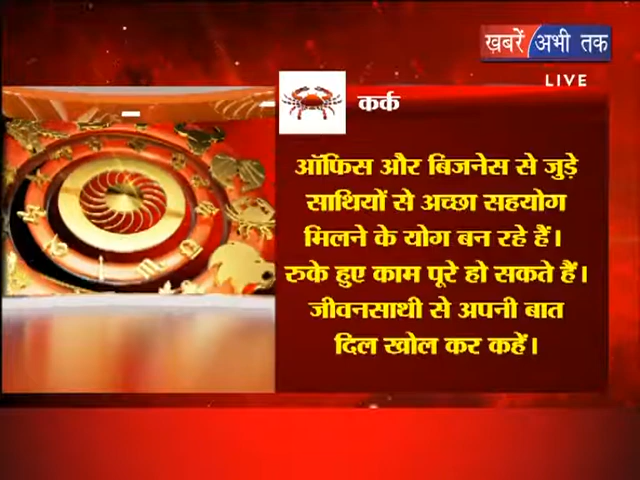 ख़बरें अभी तक
LIVE
कर्क
ऑफिस और बिजनेस से जुड़े
साथियों से अच्छा सहयोग
मिलने के योग बन रहे हैं।
रुके हुए काम पूरे हो सकते हैं।
जीवनसाथी से अपनी बात
दिल खोल कर कहें।